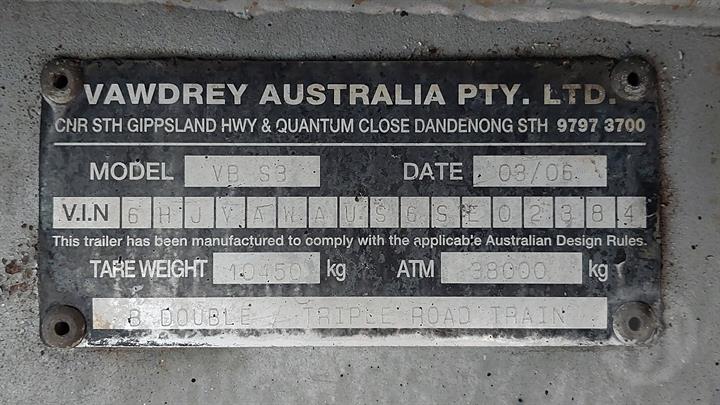 VAWDREY AUSTRALIA PTY. LTD.
CNR STH GIPPSLAND HWY & QUANTUM CLOSE DANDENONG STH 9797 3700
MODEL VB S3 DATE 03/06
V.I.N 6HJVAWAUS6SE02384
This trailer has been manufactured to comply with the applicable Australian Design Rules.
TARE WEIGHT 10450 kg ATM 38000 kg
B DOUBLE / TRIPLE ROAD TRAIN